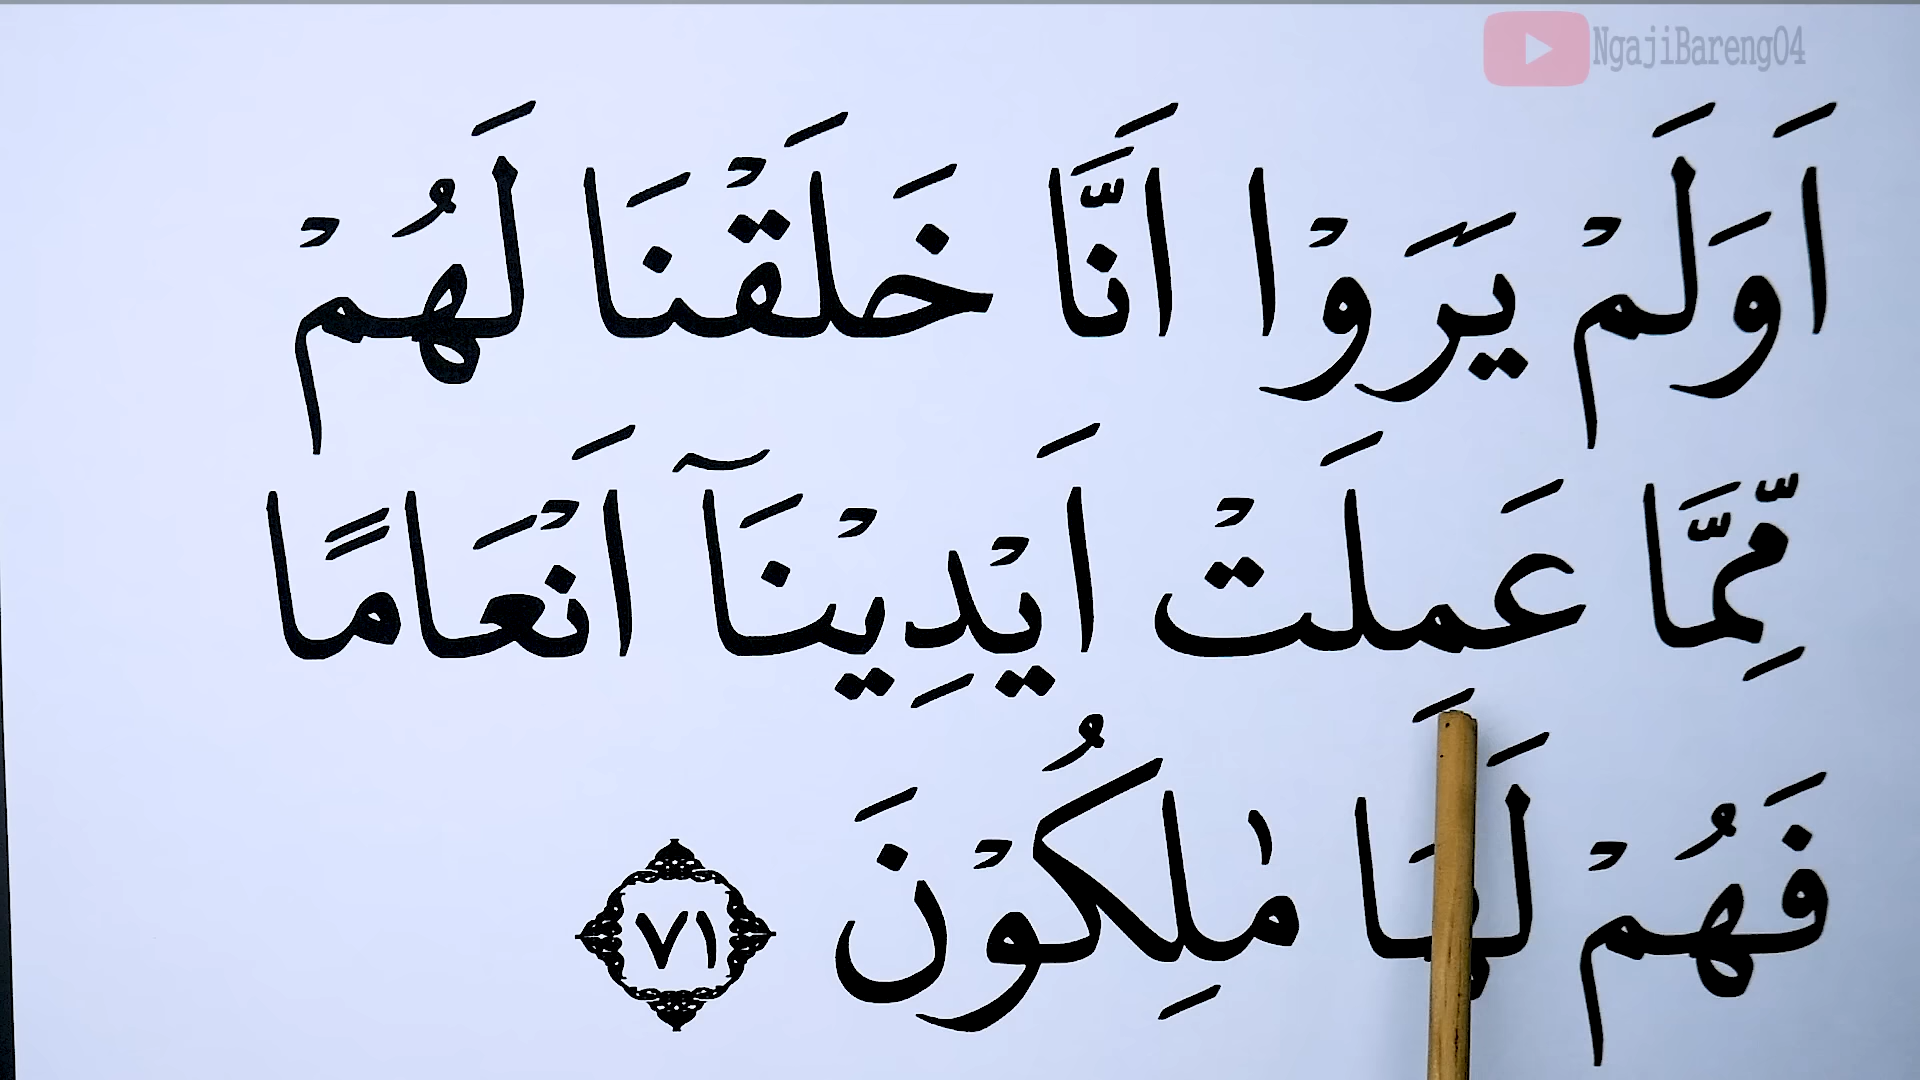 NgajiBareng04
اَوَلَمْ يَرَوْا اَنَّا خَلَقْنَا لَهُمْ
مِّمَّا عَمِلَتْ اَيْدِيْنَآ اَنْعَامًا
فَهُمْ لَهَا مٰلِكُوْنَ ٧١